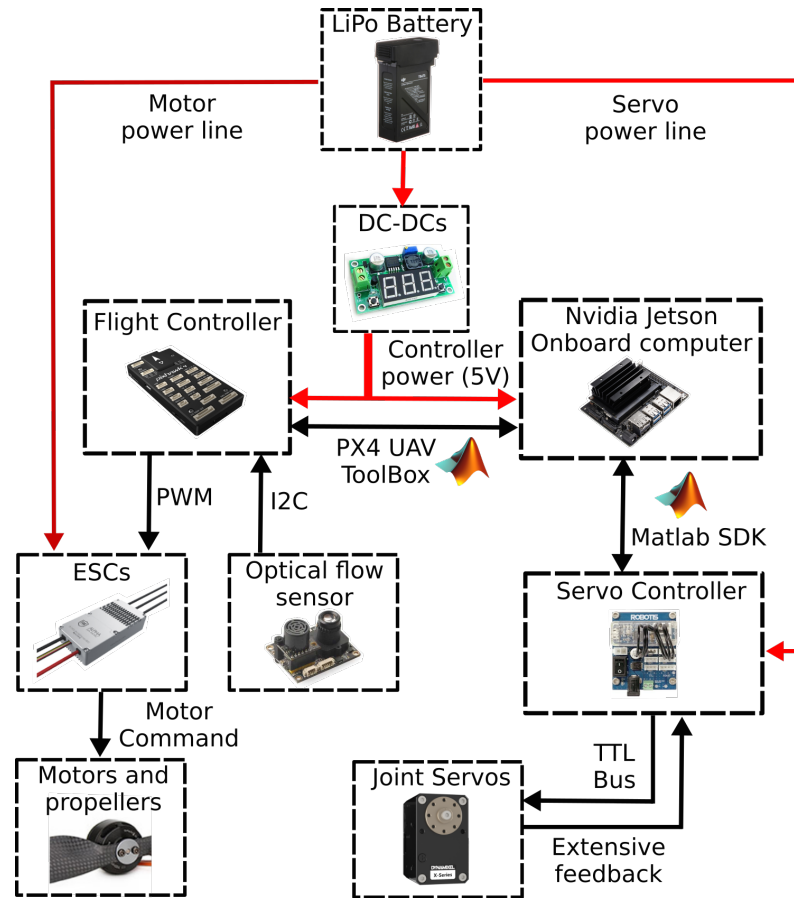 LiPo Battery
Motor
power line
Servo
power line
DC-DCs
Flight Controller
Controller
power (5V)
Nvidia Jetson
Onboard computer
PX4 UAV
ToolBox
PWM
I2C
Matlab SDK
ESCs
Optical flow
sensor
Servo Controller
ROBOTIS
Motor
Command
TTL
Bus
Motors and
propellers
Joint Servos
DYNAMIXEL
X-Series
Extensive
feedback